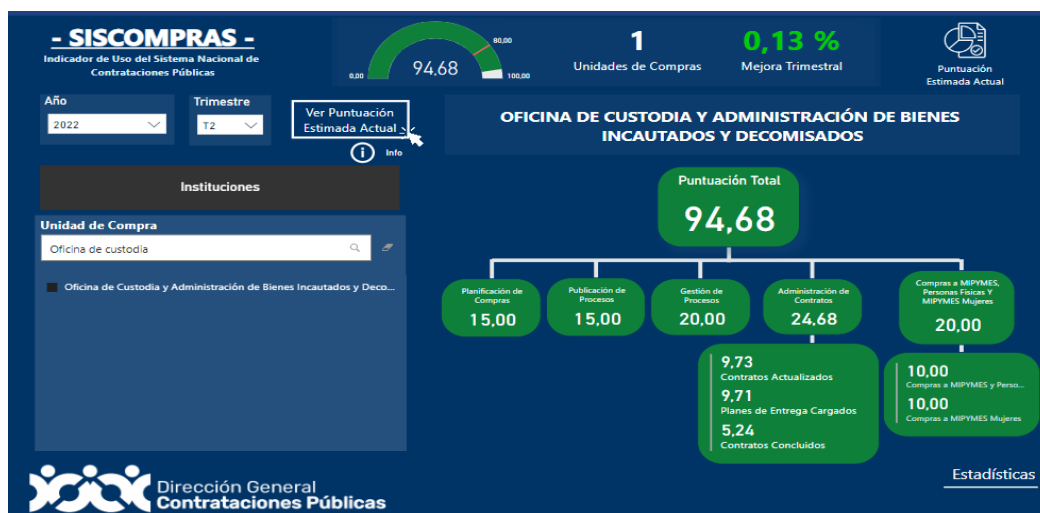 - SISCOMPRAS -
Indicador de Uso del Sistema Nacional de
Contrataciones Públicas
0,00
94,68
80,00
100,00
1
Unidades de Compras
0,13 %
Mejora Trimestral
Puntuación
Estimada Actual
Año
2022
Trimestre
T2
Ver Puntuación
Estimada Actual
Info
Instituciones
Unidad de Compra
Oficina de custodia
Oficina de Custodia y Administración de Bienes Incautados y Deco...
OFICINA DE CUSTODIA Y ADMINISTRACIÓN DE BIENES
INCAUTADOS Y DECOMISADOS
Puntuación Total
94,68
Planificación de
Compras
15,00
Publicación de
Procesos
15,00
Gestión de
Procesos
20,00
Administración de
Contratos
24,68
Compras a MIPYMES,
Personas Físicas Y
MIPYMES Mujeres
20,00
9,73
Contratos Actualizados
9,71
Planes de Entrega Cargados
5,24
Contratos Concluidos
10,00
Compras a MIPYMES y Perso...
10,00
Compras a MIPYMES Mujeres
Dirección General
Contrataciones Públicas
Estadísticas